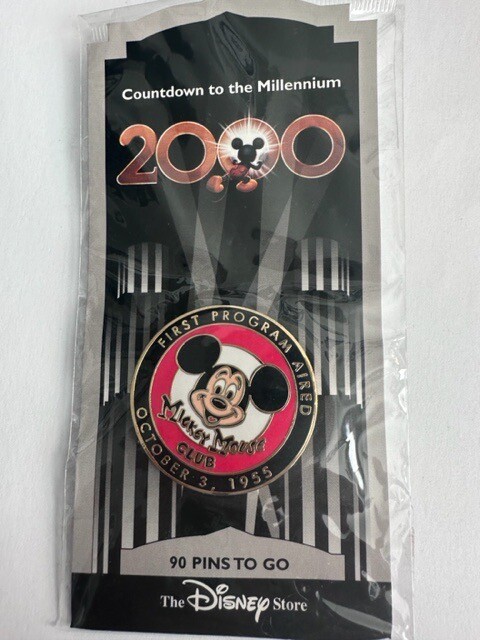 Countdown to the Millennium
2000
FIRST PROGRAM AIRED
MICKEY MOUSE
CLUB
OCTOBER 3, 1955
90 PINS TO GO
The Disney Store